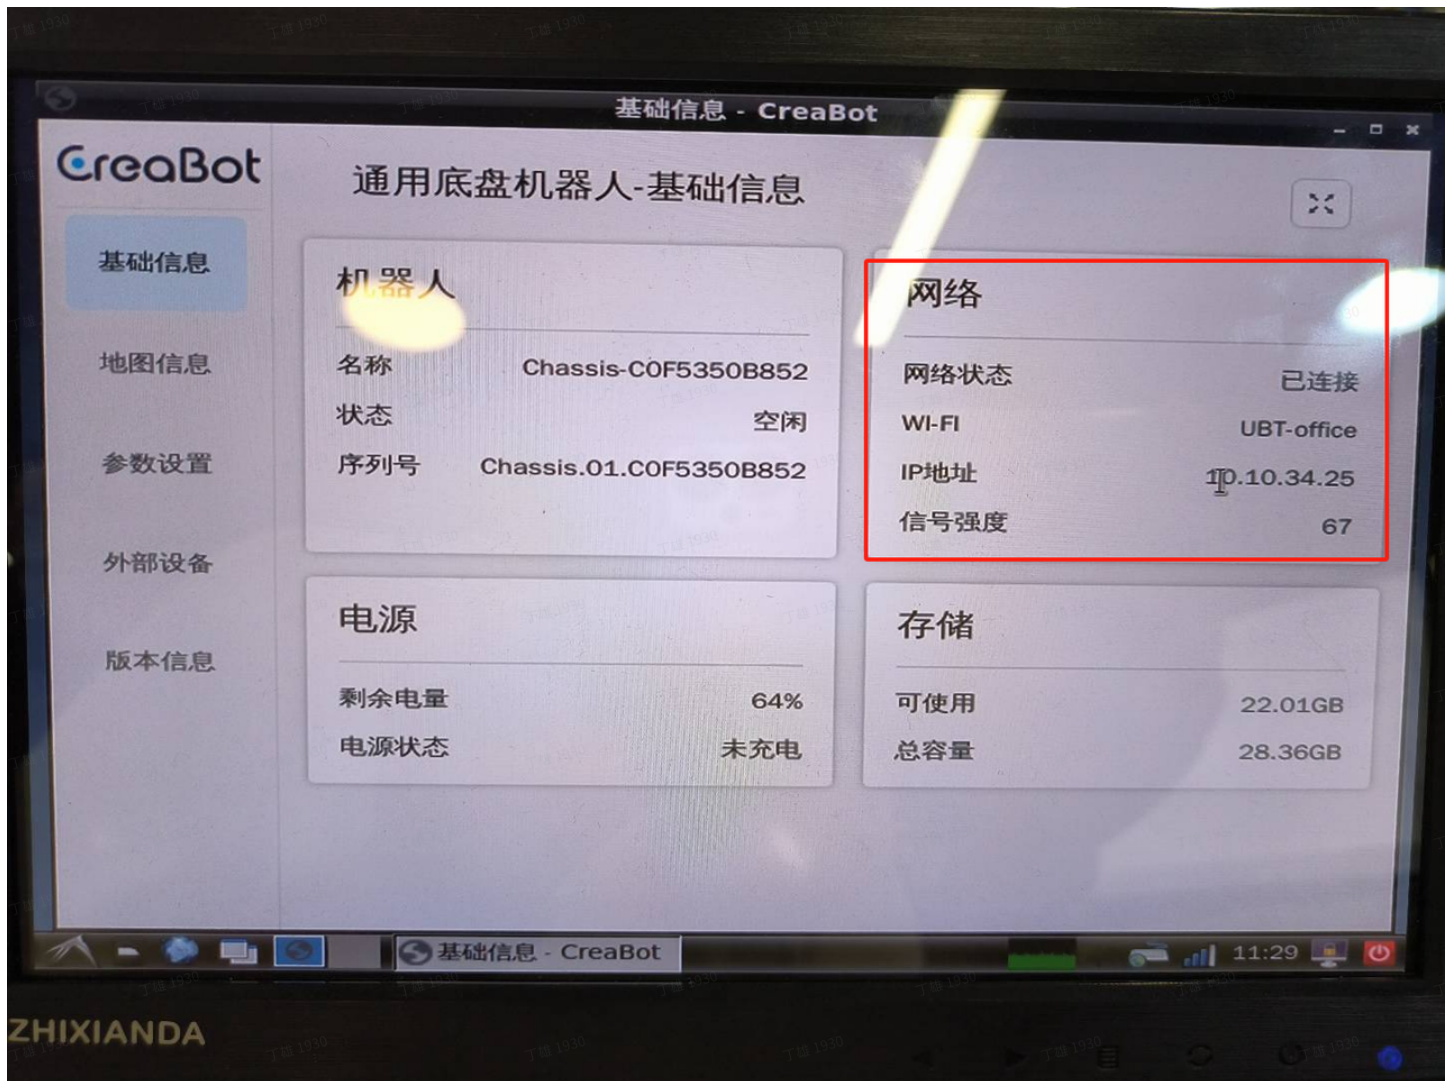 基础信息 - CreaBot
CreaBot
通用底盘机器人-基础信息
基础信息
地图信息
参数设置
外部设备
版本信息
机器人
名称 Chassis-C0F5350B852
状态 空闲
序列号 Chassis.01.C0F5350B852
网络
网络状态 已连接
WI-FI UBT-office
IP地址 10.10.34.25
信号强度 67
电源
剩余电量 64%
电源状态 未充电
存储
可使用 22.01GB
总容量 28.36GB
基础信息 - CreaBot
11:29
ZHIXIANDA
丁雄 1930